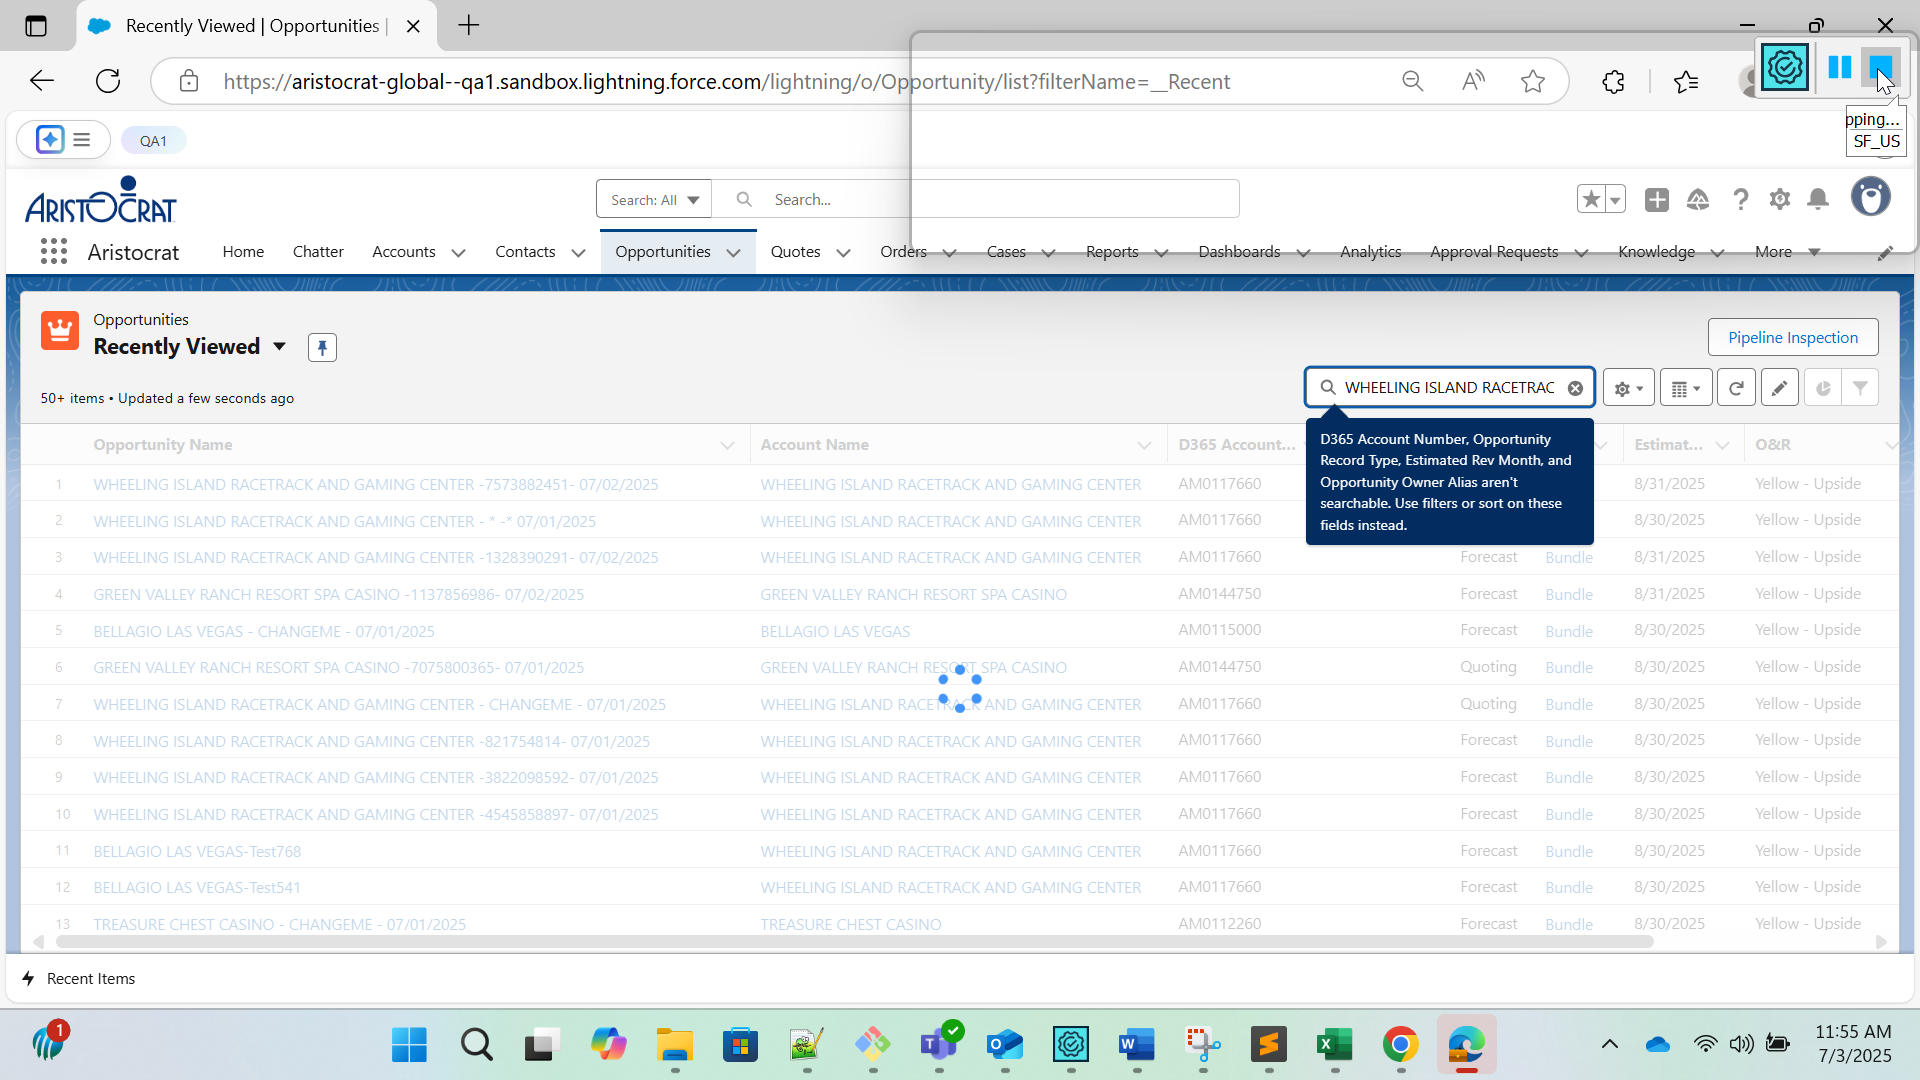 Recently Viewed | Opportunities |
https://aristocrat-global--qa1.sandbox.lightning.force.com/lightning/o/Opportunity/list?filterName=__Recent
pping...
SF_US
QA1
ARISTOCRAT
Search: All
Search...
Aristocrat
Home
Chatter
Accounts
Contacts
Opportunities
Quotes
Orders
Cases
Reports
Dashboards
Analytics
Approval Requests
Knowledge
More
Opportunities
Recently Viewed
Pipeline Inspection
50+ items • Updated a few seconds ago
WHEELING ISLAND RACETRAC
D365 Account Number, Opportunity
Record Type, Estimated Rev Month, and
Opportunity Owner Alias aren't
searchable. Use filters or sort on these
fields instead.
Opportunity Name Account Name D365 Account... Estimat... O&R
1 WHEELING ISLAND RACETRACK AND GAMING CENTER -7573882451- 07/02/2025 WHEELING ISLAND RACETRACK AND GAMING CENTER AM0117660 8/31/2025 Yellow - Upside
2 WHEELING ISLAND RACETRACK AND GAMING CENTER - * -* 07/01/2025 WHEELING ISLAND RACETRACK AND GAMING CENTER AM0117660 8/30/2025 Yellow - Upside
3 WHEELING ISLAND RACETRACK AND GAMING CENTER -1328390291- 07/02/2025 WHEELING ISLAND RACETRACK AND GAMING CENTER AM0117660 Forecast Bundle 8/31/2025 Yellow - Upside
4 GREEN VALLEY RANCH RESORT SPA CASINO -1137856986- 07/02/2025 GREEN VALLEY RANCH RESORT SPA CASINO AM0144750 Forecast Bundle 8/31/2025 Yellow - Upside
5 BELLAGIO LAS VEGAS - CHANGEME - 07/01/2025 BELLAGIO LAS VEGAS AM0115000 Forecast Bundle 8/30/2025 Yellow - Upside
6 GREEN VALLEY RANCH RESORT SPA CASINO -7075800365- 07/01/2025 GREEN VALLEY RANCH RESORT SPA CASINO AM0144750 Quoting Bundle 8/30/2025 Yellow - Upside
7 WHEELING ISLAND RACETRACK AND GAMING CENTER - CHANGEME - 07/01/2025 WHEELING ISLAND RACETRACK AND GAMING CENTER AM0117660 Quoting Bundle 8/30/2025 Yellow - Upside
8 WHEELING ISLAND RACETRACK AND GAMING CENTER -821754814- 07/01/2025 WHEELING ISLAND RACETRACK AND GAMING CENTER AM0117660 Forecast Bundle 8/30/2025 Yellow - Upside
9 WHEELING ISLAND RACETRACK AND GAMING CENTER -3822098592- 07/01/2025 WHEELING ISLAND RACETRACK AND GAMING CENTER AM0117660 Forecast Bundle 8/30/2025 Yellow - Upside
10 WHEELING ISLAND RACETRACK AND GAMING CENTER -4545858897- 07/01/2025 WHEELING ISLAND RACETRACK AND GAMING CENTER AM0117660 Forecast Bundle 8/30/2025 Yellow - Upside
11 BELLAGIO LAS VEGAS-Test768 WHEELING ISLAND RACETRACK AND GAMING CENTER AM0117660 Forecast Bundle 8/30/2025 Yellow - Upside
12 BELLAGIO LAS VEGAS-Test541 WHEELING ISLAND RACETRACK AND GAMING CENTER AM0117660 Forecast Bundle 8/30/2025 Yellow - Upside
13 TREASURE CHEST CASINO - CHANGEME - 07/01/2025 TREASURE CHEST CASINO AM0112260 Forecast Bundle 8/30/2025 Yellow - Upside
Recent Items
1
11:55 AM
7/3/2025